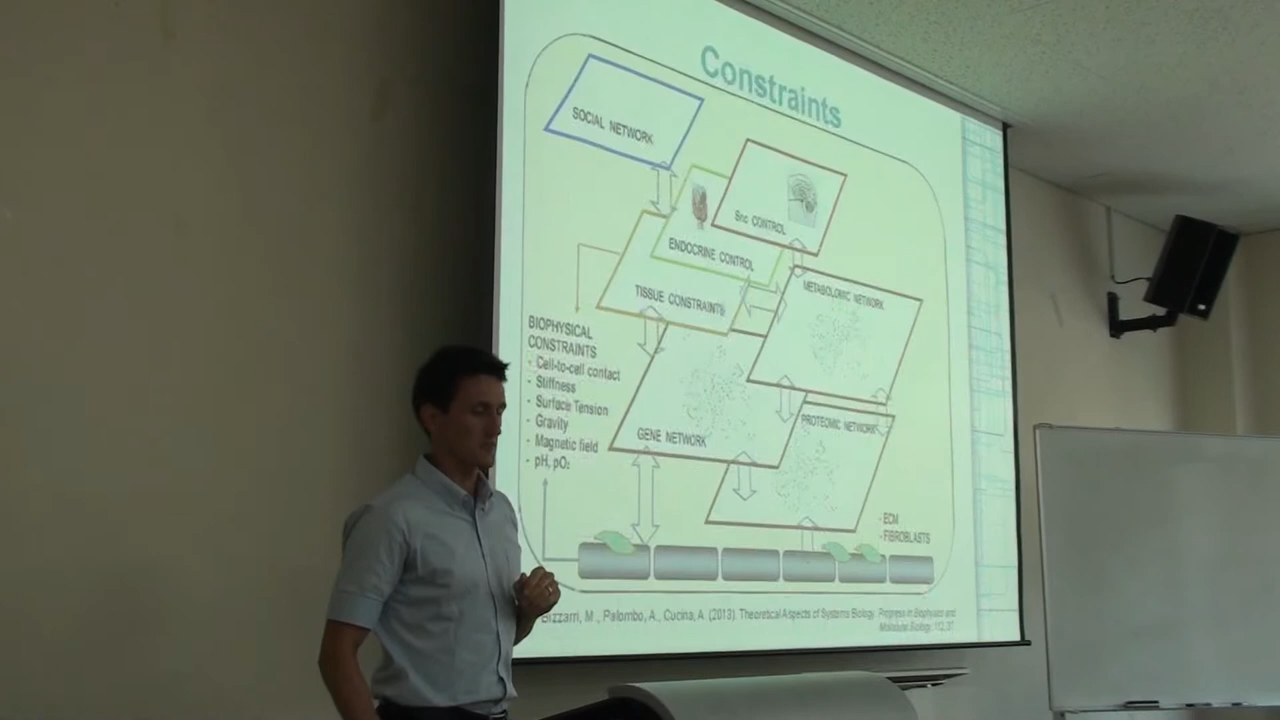 Constraints
SOCIAL NETWORK
Snc CONTROL
ENDOCRINE CONTROL
TISSUE CONSTRAINTS
METABOLOMIC NETWORK
BIOPHYSICAL
CONSTRAINTS
- Cell-to-cell contact
- Stiffness
- Surface Tension
- Gravity
- Magnetic field
- pH, pO₂
GENE NETWORK
PROTEOMIC NETWORK
- ECM
- FIBROBLASTS
Bizzarri, M., Palombo, A., Cucina, A. (2013). Theoretical Aspects of Systems Biology. Progress in Biophysics and
Molecular Biology, 112, 37